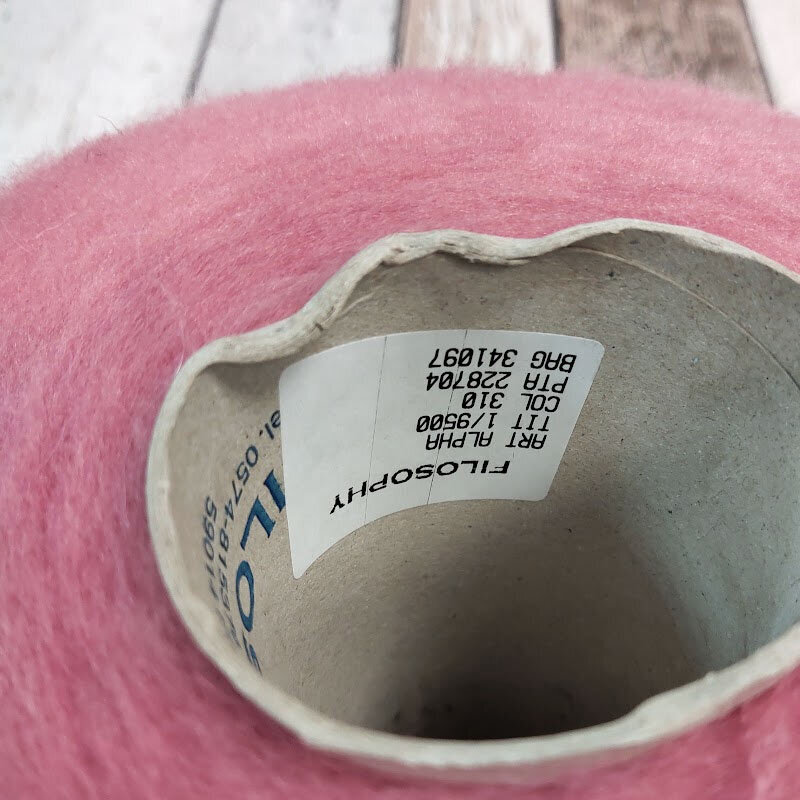 FILOSOPHY
ART ALPHA
TIT 1/9500
COL 310
PTA 228704
BAG 341097